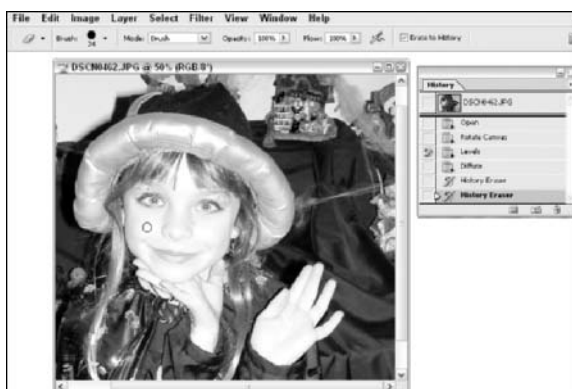 File Edit Image Layer Select Filter View Window Help
Brush: 24 Mode: Brush Opacity: 100% Flow: 100% Erase to History
DSCN0462.JPG @ 50% (RGB/8*)
History
DSCN0462.JPG
Open
Rotate Canvas
Levels
Diffuse
History Eraser
History Eraser